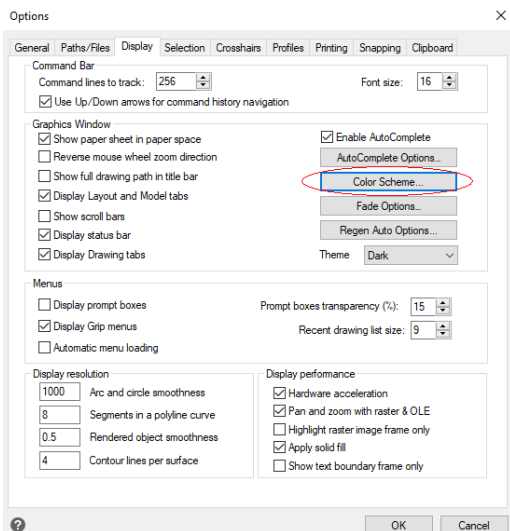 Options
General Paths/Files Display Selection Crosshairs Profiles Printing Snapping Clipboard
Command Bar
Command lines to track: 256 Font size: 16
Use Up/Down arrows for command history navigation
Graphics Window
Show paper sheet in paper space Enable AutoComplete
Reverse mouse wheel zoom direction AutoComplete Options...
Show full drawing path in title bar Color Scheme...
Display Layout and Model tabs Fade Options...
Show scroll bars
Display status bar Regen Auto Options...
Display Drawing tabs Theme Dark
Menus
Display prompt boxes Prompt boxes transparency (%): 15
Display Grip menus Recent drawing list size: 9
Automatic menu loading
Display resolution Display performance
1000 Arc and circle smoothness Hardware acceleration
8 Segments in a polyline curve Pan and zoom with raster & OLE
Highlight raster image frame only
0.5 Rendered object smoothness Apply solid fill
4 Contour lines per surface Show text boundary frame only
? OK Cancel